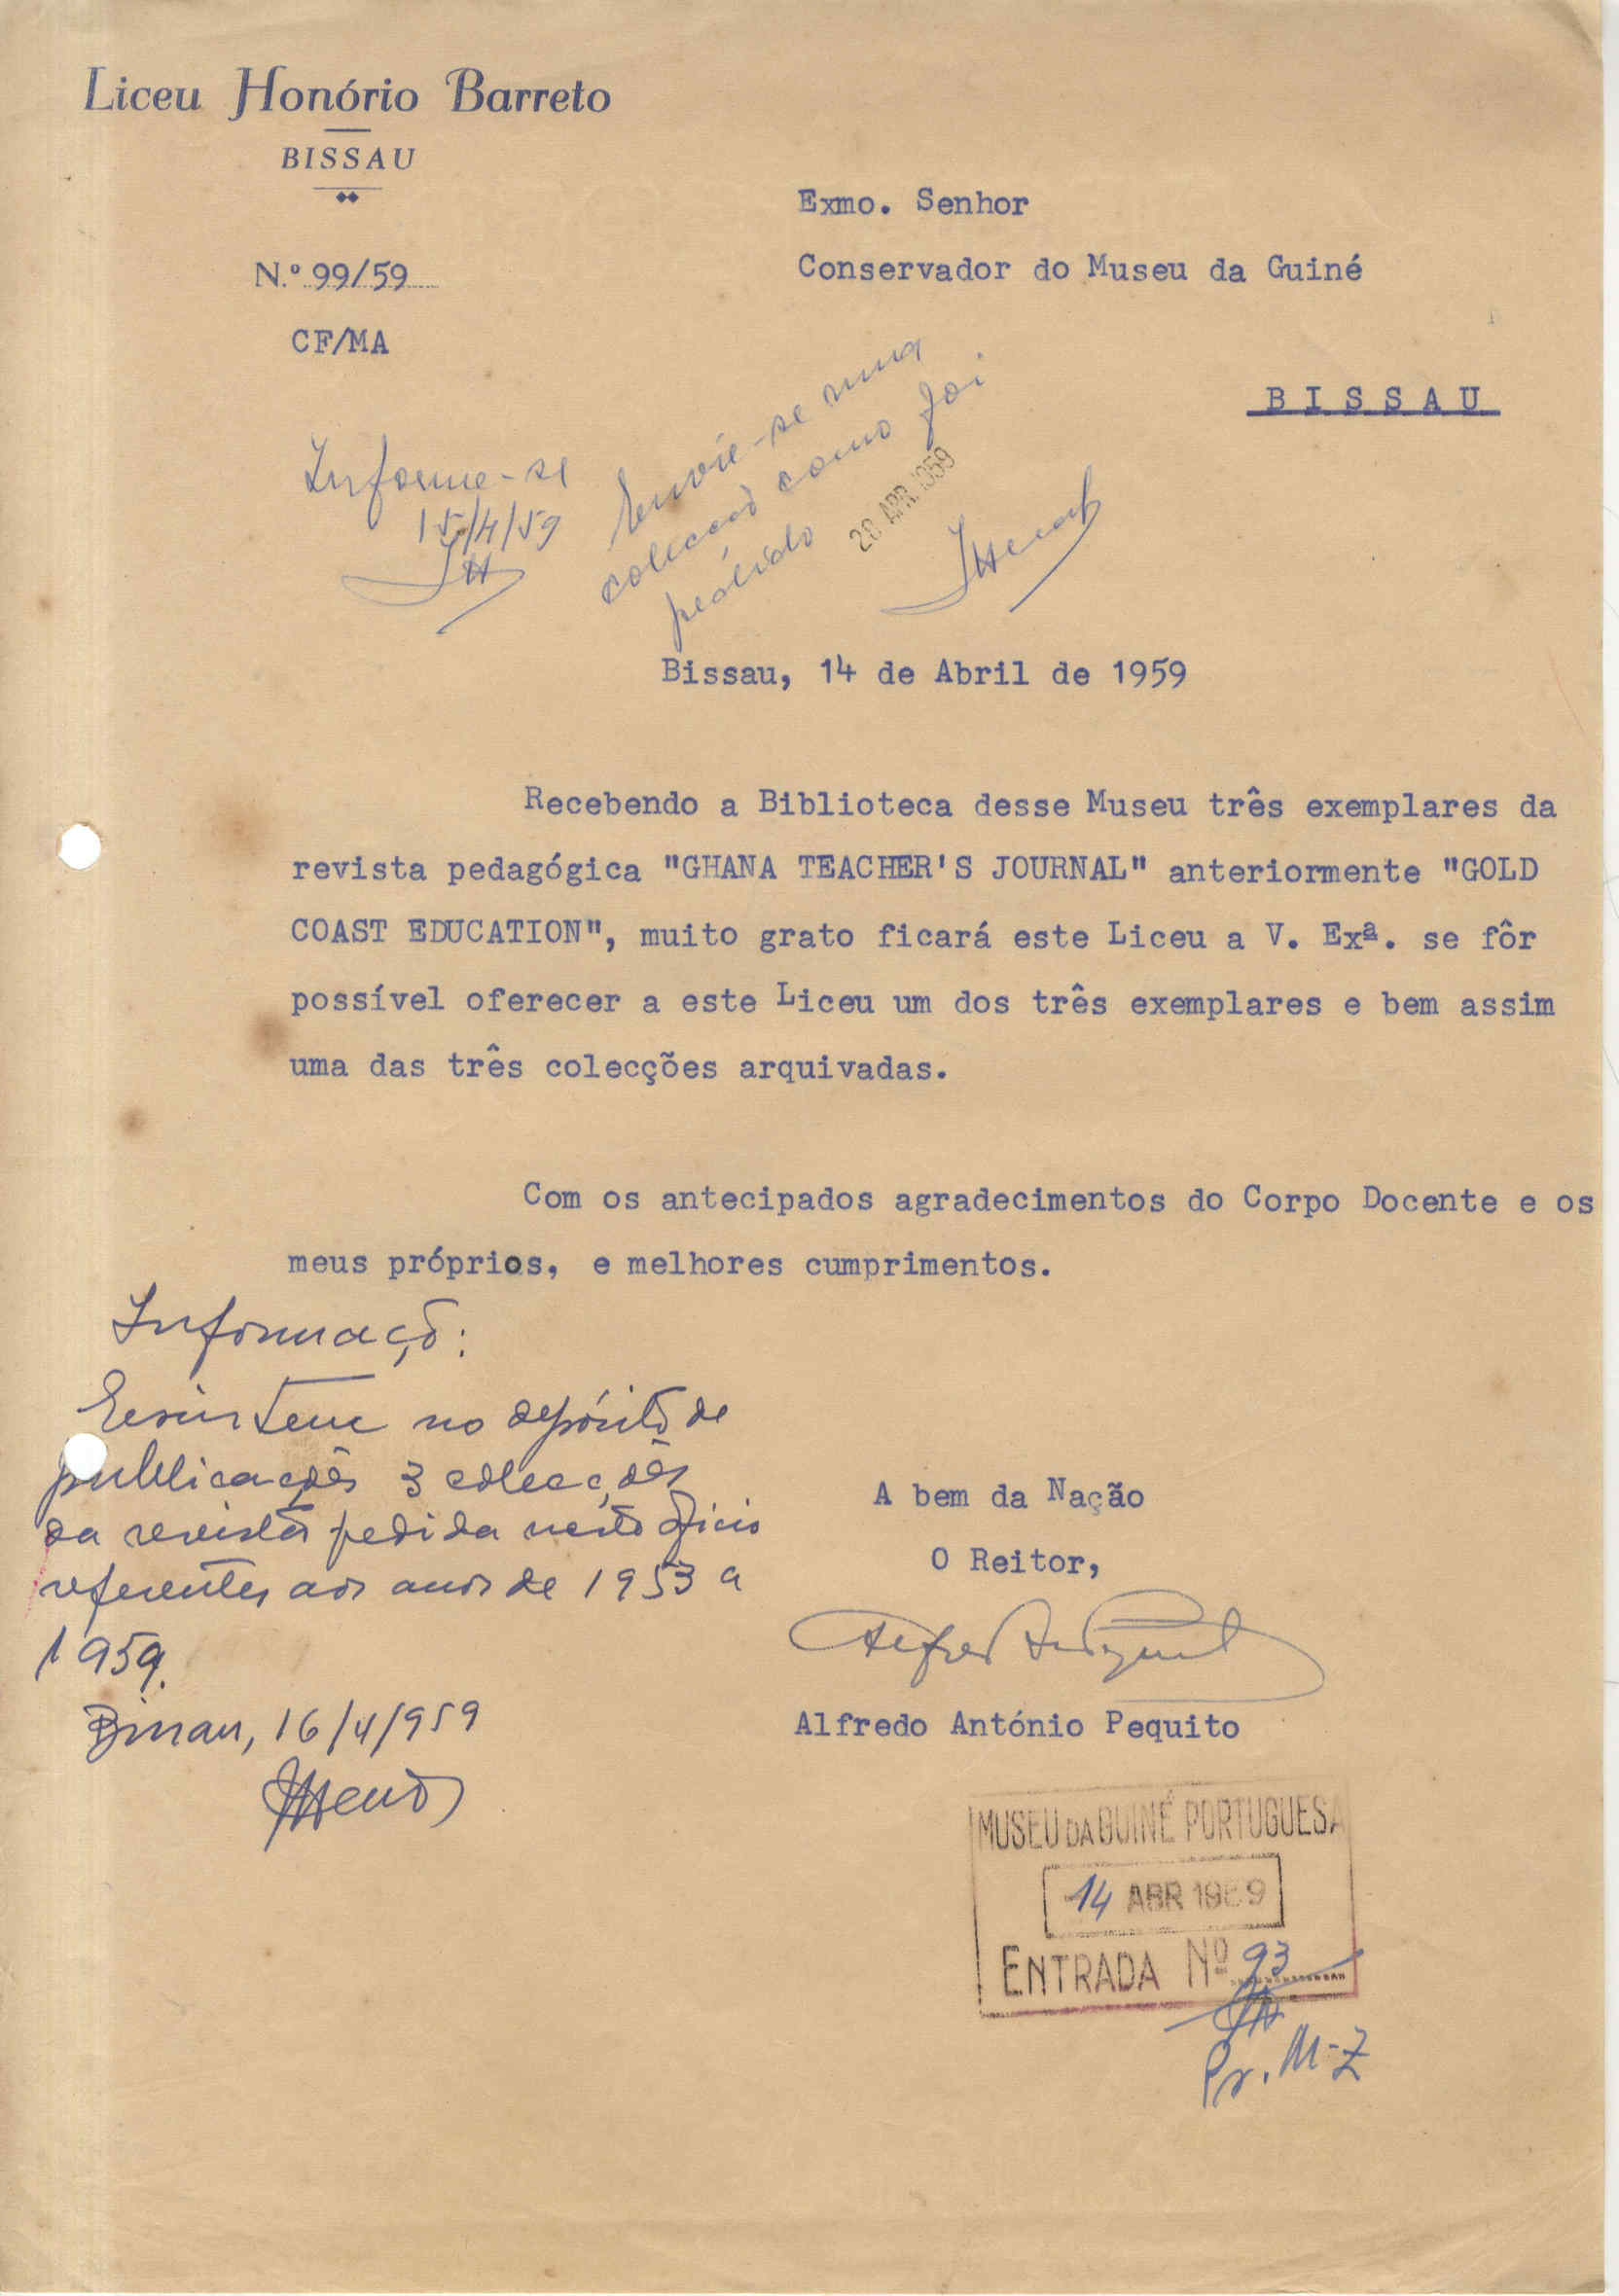 Liceu Honório Barreto
BISSAU
N.º 99/59
CF/MA
Exmo. Senhor
Conservador do Museu da Guiné
BISSAU
Informe-se
15/4/59
Envie-se uma
colecção como foi
pedido
20 APR. 1959
Bissau, 14 de Abril de 1959
Recebendo a Biblioteca desse Museu três exemplares da
revista pedagógica "GHANA TEACHER'S JOURNAL" anteriormente "GOLD
COAST EDUCATION", muito grato ficará este Liceu a V. Exª. se fôr
possível oferecer a este Liceu um dos três exemplares e bem assim
uma das três colecções arquivadas.
Com os antecipados agradecimentos do Corpo Docente e os
meus próprios, e melhores cumprimentos.
Informação:
Existem no depósito de
publicações 3 colecções
da revista pedida neste ofício
referentes aos anos de 1953 a
1959.
Bissau, 16/4/959
A bem da Nação
O Reitor,
Alfredo António Pequito
MUSEU DA GUINÉ PORTUGUESA
14 ABR 1959
ENTRADA Nº 93
Pr. M-Z